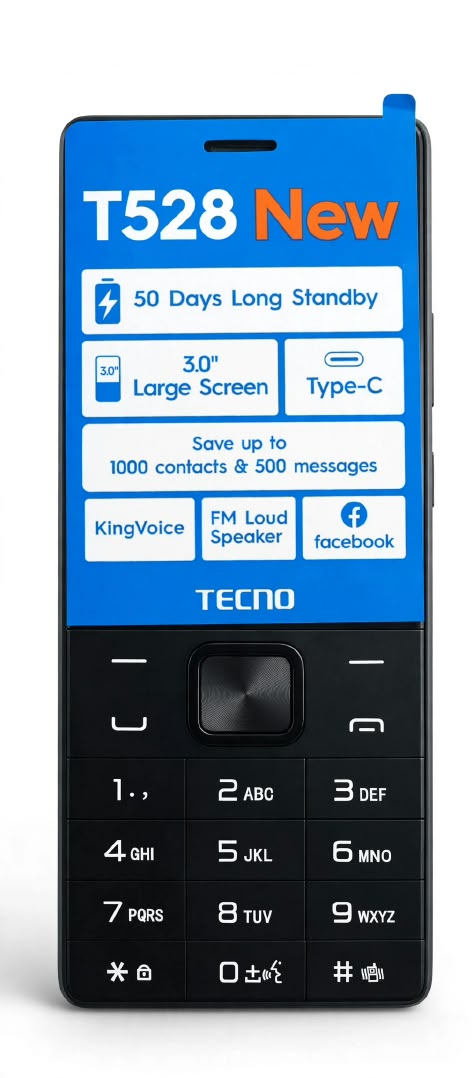 T528 New
50 Days Long Standby
3.0"
3.0"
Large Screen
Type-C
Save up to
1000 contacts & 500 messages
KingVoice
FM Loud
Speaker
facebook
TECNO
1.,
2 ABC
3 DEF
4 GHI
5 JKL
6 MNO
7 PQRS
8 TUV
9 WXYZ
*
0 +
#